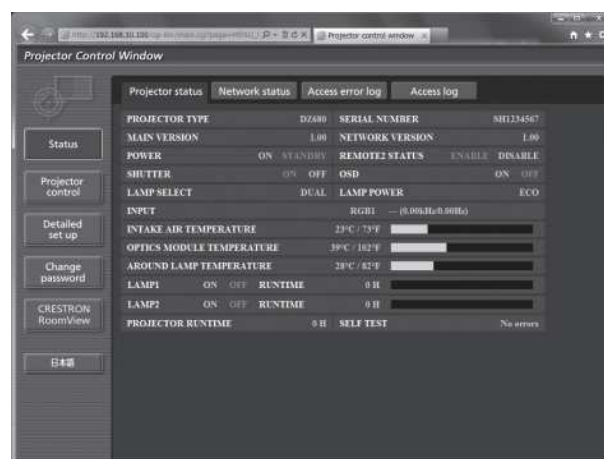 Projector control window
Projector Control Window
Projector status Network status Access error log Access log
Status
Projector control
Detailed set up
Change password
CRESTRON RoomView
日本語
PROJECTOR TYPE DZ680 SERIAL NUMBER SH1234567
MAIN VERSION 1.00 NETWORK VERSION 1.00
POWER ON STANDBY REMOTE2 STATUS ENABLE DISABLE
SHUTTER ON OFF OSD ON OFF
LAMP SELECT DUAL LAMP POWER ECO
INPUT RGB1 --- (0.00kHz/0.00Hz)
INTAKE AIR TEMPERATURE 23°C / 73°F
OPTICS MODULE TEMPERATURE 39°C / 102°F
AROUND LAMP TEMPERATURE 28°C / 82°F
LAMP1 ON OFF RUNTIME 0 H
LAMP2 ON OFF RUNTIME 0 H
PROJECTOR RUNTIME 0 H SELF TEST No errors